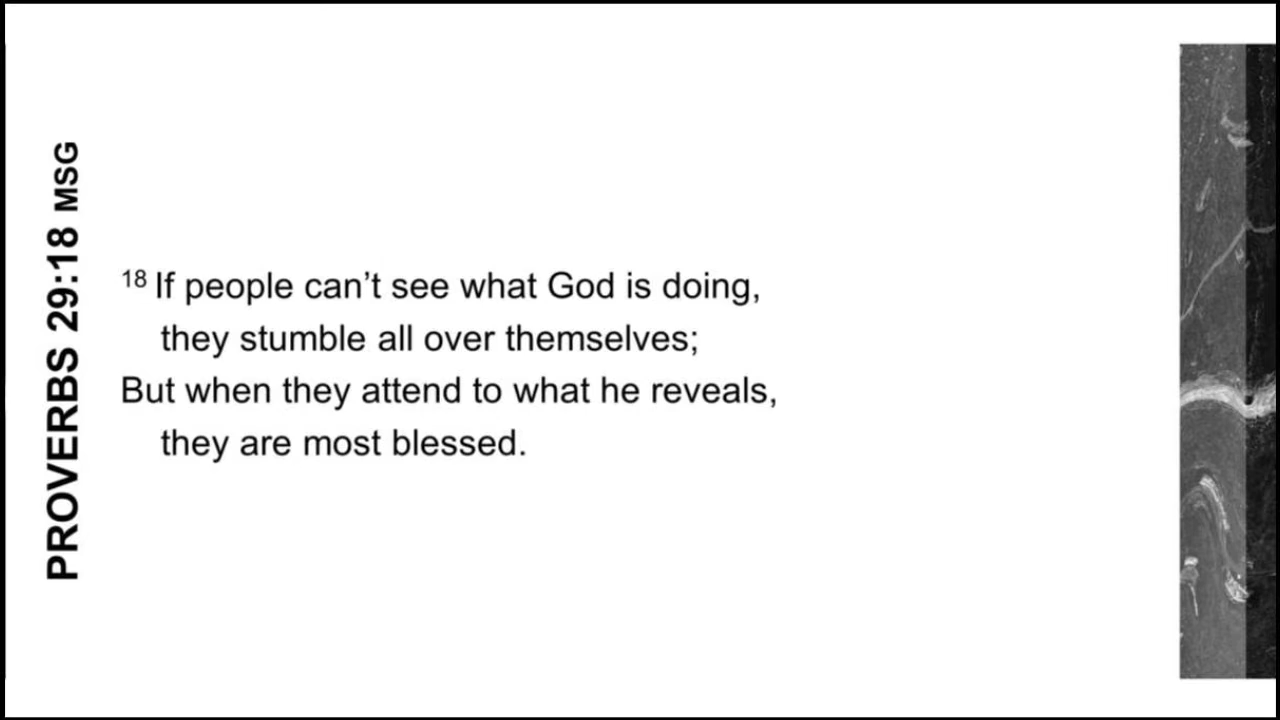 PROVERBS 29:18 MSG
18 If people can’t see what God is doing,
they stumble all over themselves;
But when they attend to what he reveals,
they are most blessed.